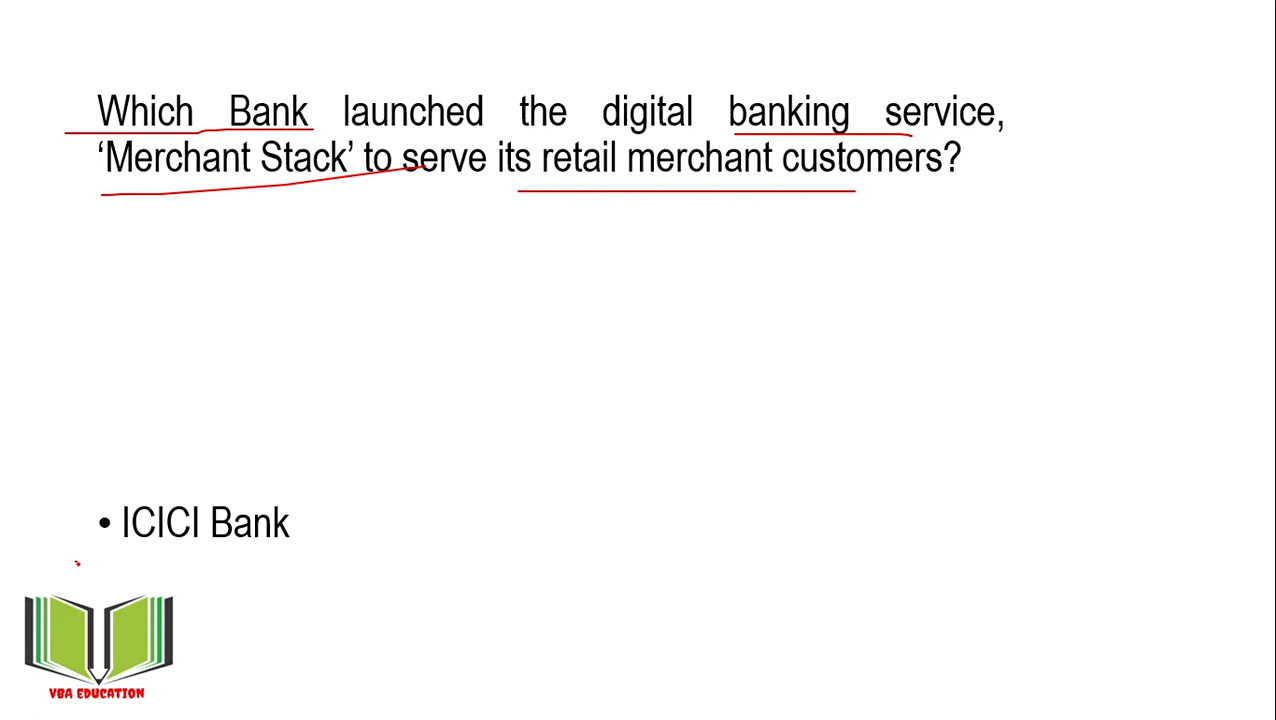 Which Bank launched the digital banking service,
‘Merchant Stack’ to serve its retail merchant customers?
• ICICI Bank
VBA EDUCATION